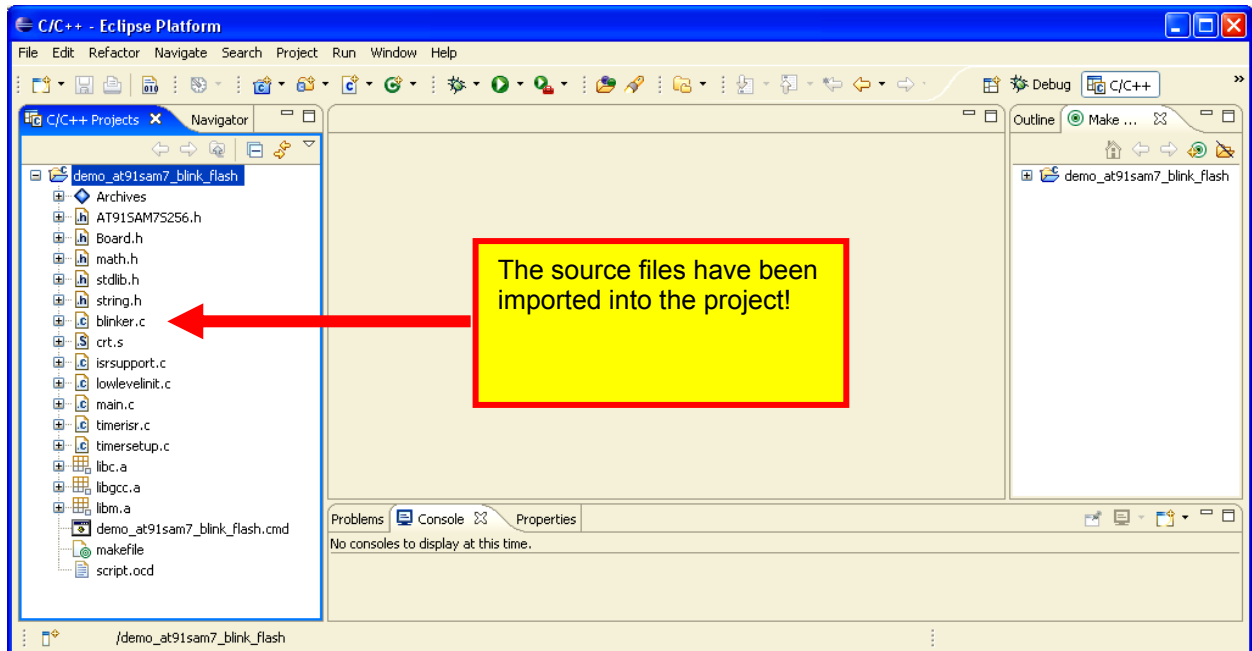 C/C++ - Eclipse Platform
File Edit Refactor Navigate Search Project Run Window Help
Debug C/C++ »
C/C++ Projects Navigator
Outline Make ...
demo_at91sam7_blink_flash
Archives
AT91SAM7S256.h
Board.h
math.h
stdlib.h
string.h
blinker.c
crt.s
isrsupport.c
lowlevelinit.c
main.c
timerisr.c
timersetup.c
libc.a
libgcc.a
libm.a
demo_at91sam7_blink_flash.cmd
makefile
script.ocd
The source files have been
imported into the project!
demo_at91sam7_blink_flash
Problems Console Properties
No consoles to display at this time.
/demo_at91sam7_blink_flash